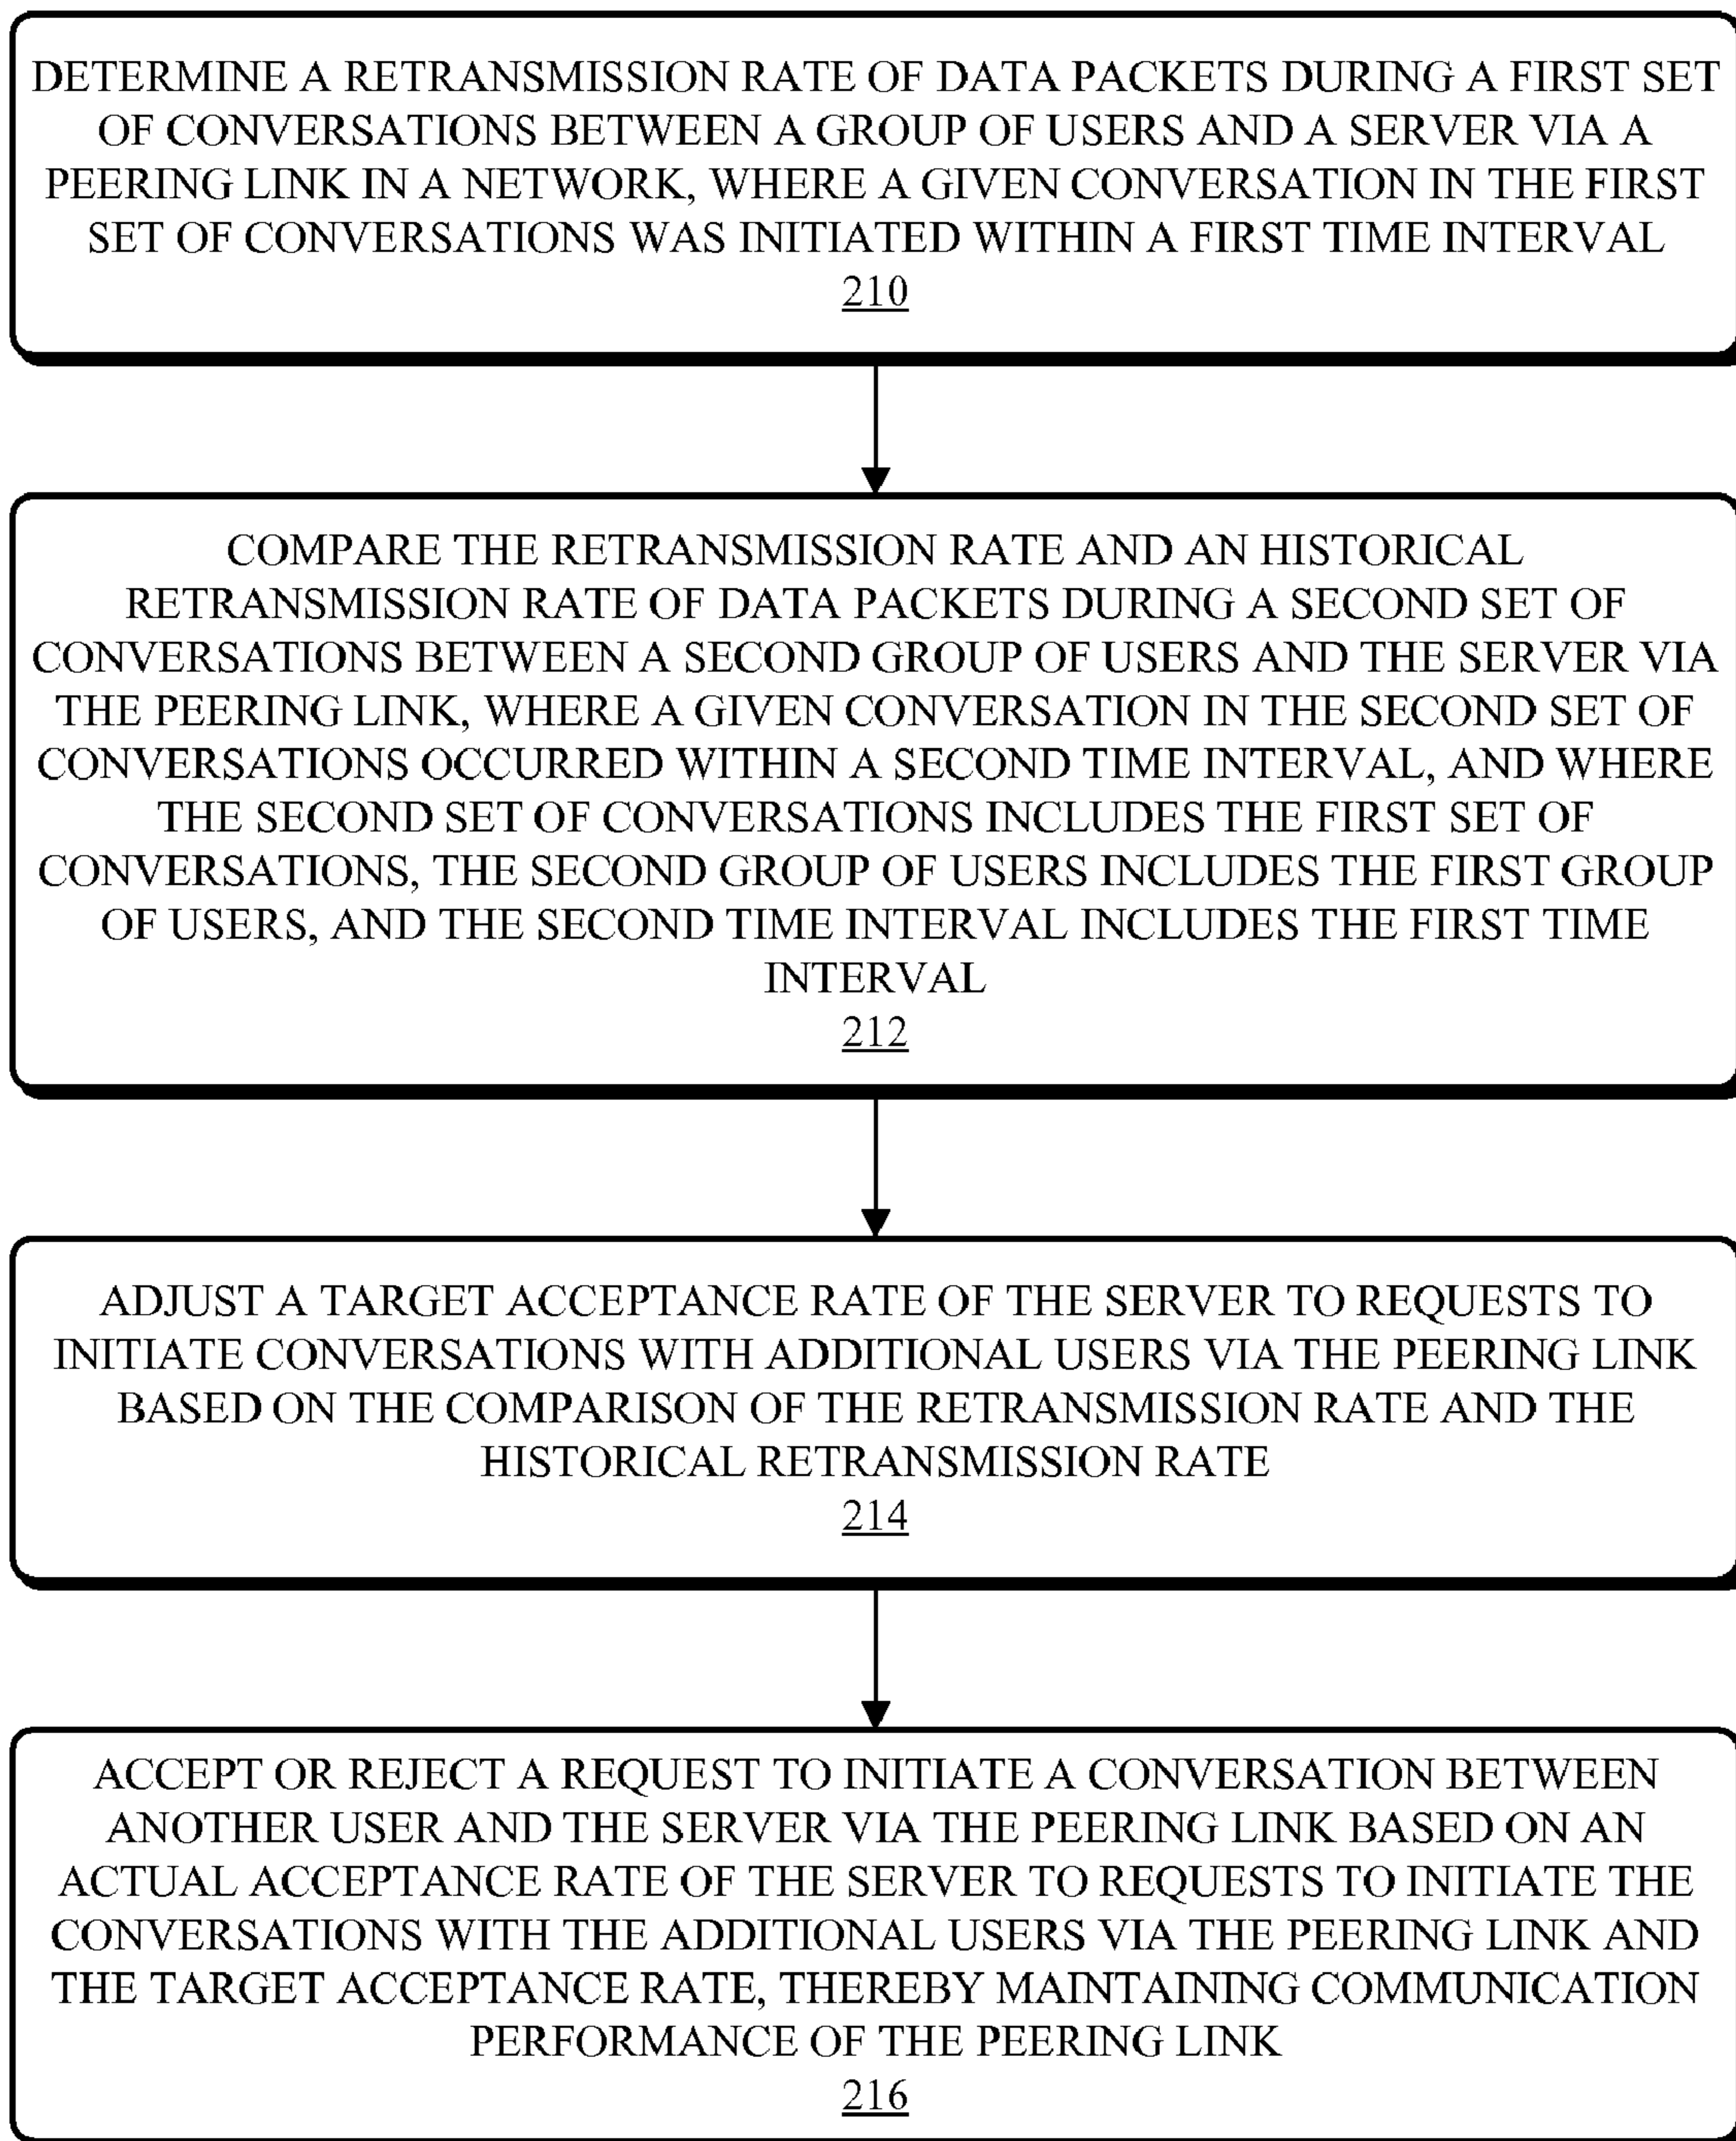 DETERMINE A RETRANSMISSION RATE OF DATA PACKETS DURING A FIRST SET
OF CONVERSATIONS BETWEEN A GROUP OF USERS AND A SERVER VIA A
PEERING LINK IN A NETWORK, WHERE A GIVEN CONVERSATION IN THE FIRST
SET OF CONVERSATIONS WAS INITIATED WITHIN A FIRST TIME INTERVAL
210
COMPARE THE RETRANSMISSION RATE AND AN HISTORICAL
RETRANSMISSION RATE OF DATA PACKETS DURING A SECOND SET OF
CONVERSATIONS BETWEEN A SECOND GROUP OF USERS AND THE SERVER VIA
THE PEERING LINK, WHERE A GIVEN CONVERSATION IN THE SECOND SET OF
CONVERSATIONS OCCURRED WITHIN A SECOND TIME INTERVAL, AND WHERE
THE SECOND SET OF CONVERSATIONS INCLUDES THE FIRST SET OF
CONVERSATIONS, THE SECOND GROUP OF USERS INCLUDES THE FIRST GROUP
OF USERS, AND THE SECOND TIME INTERVAL INCLUDES THE FIRST TIME
INTERVAL
212
ADJUST A TARGET ACCEPTANCE RATE OF THE SERVER TO REQUESTS TO
INITIATE CONVERSATIONS WITH ADDITIONAL USERS VIA THE PEERING LINK
BASED ON THE COMPARISON OF THE RETRANSMISSION RATE AND THE
HISTORICAL RETRANSMISSION RATE
214
ACCEPT OR REJECT A REQUEST TO INITIATE A CONVERSATION BETWEEN
ANOTHER USER AND THE SERVER VIA THE PEERING LINK BASED ON AN
ACTUAL ACCEPTANCE RATE OF THE SERVER TO REQUESTS TO INITIATE THE
CONVERSATIONS WITH THE ADDITIONAL USERS VIA THE PEERING LINK AND
THE TARGET ACCEPTANCE RATE, THEREBY MAINTAINING COMMUNICATION
PERFORMANCE OF THE PEERING LINK
216